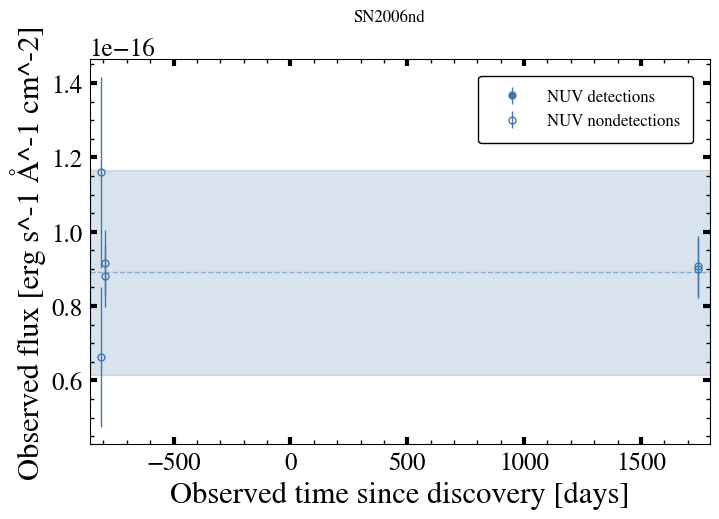 SN2006nd
1e−16
NUV detections
NUV nondetections
1.4
1.2
1.0
0.8
0.6
Observed flux [erg s^-1 Å^-1 cm^-2]
−500 0 500 1000 1500
Observed time since discovery [days]